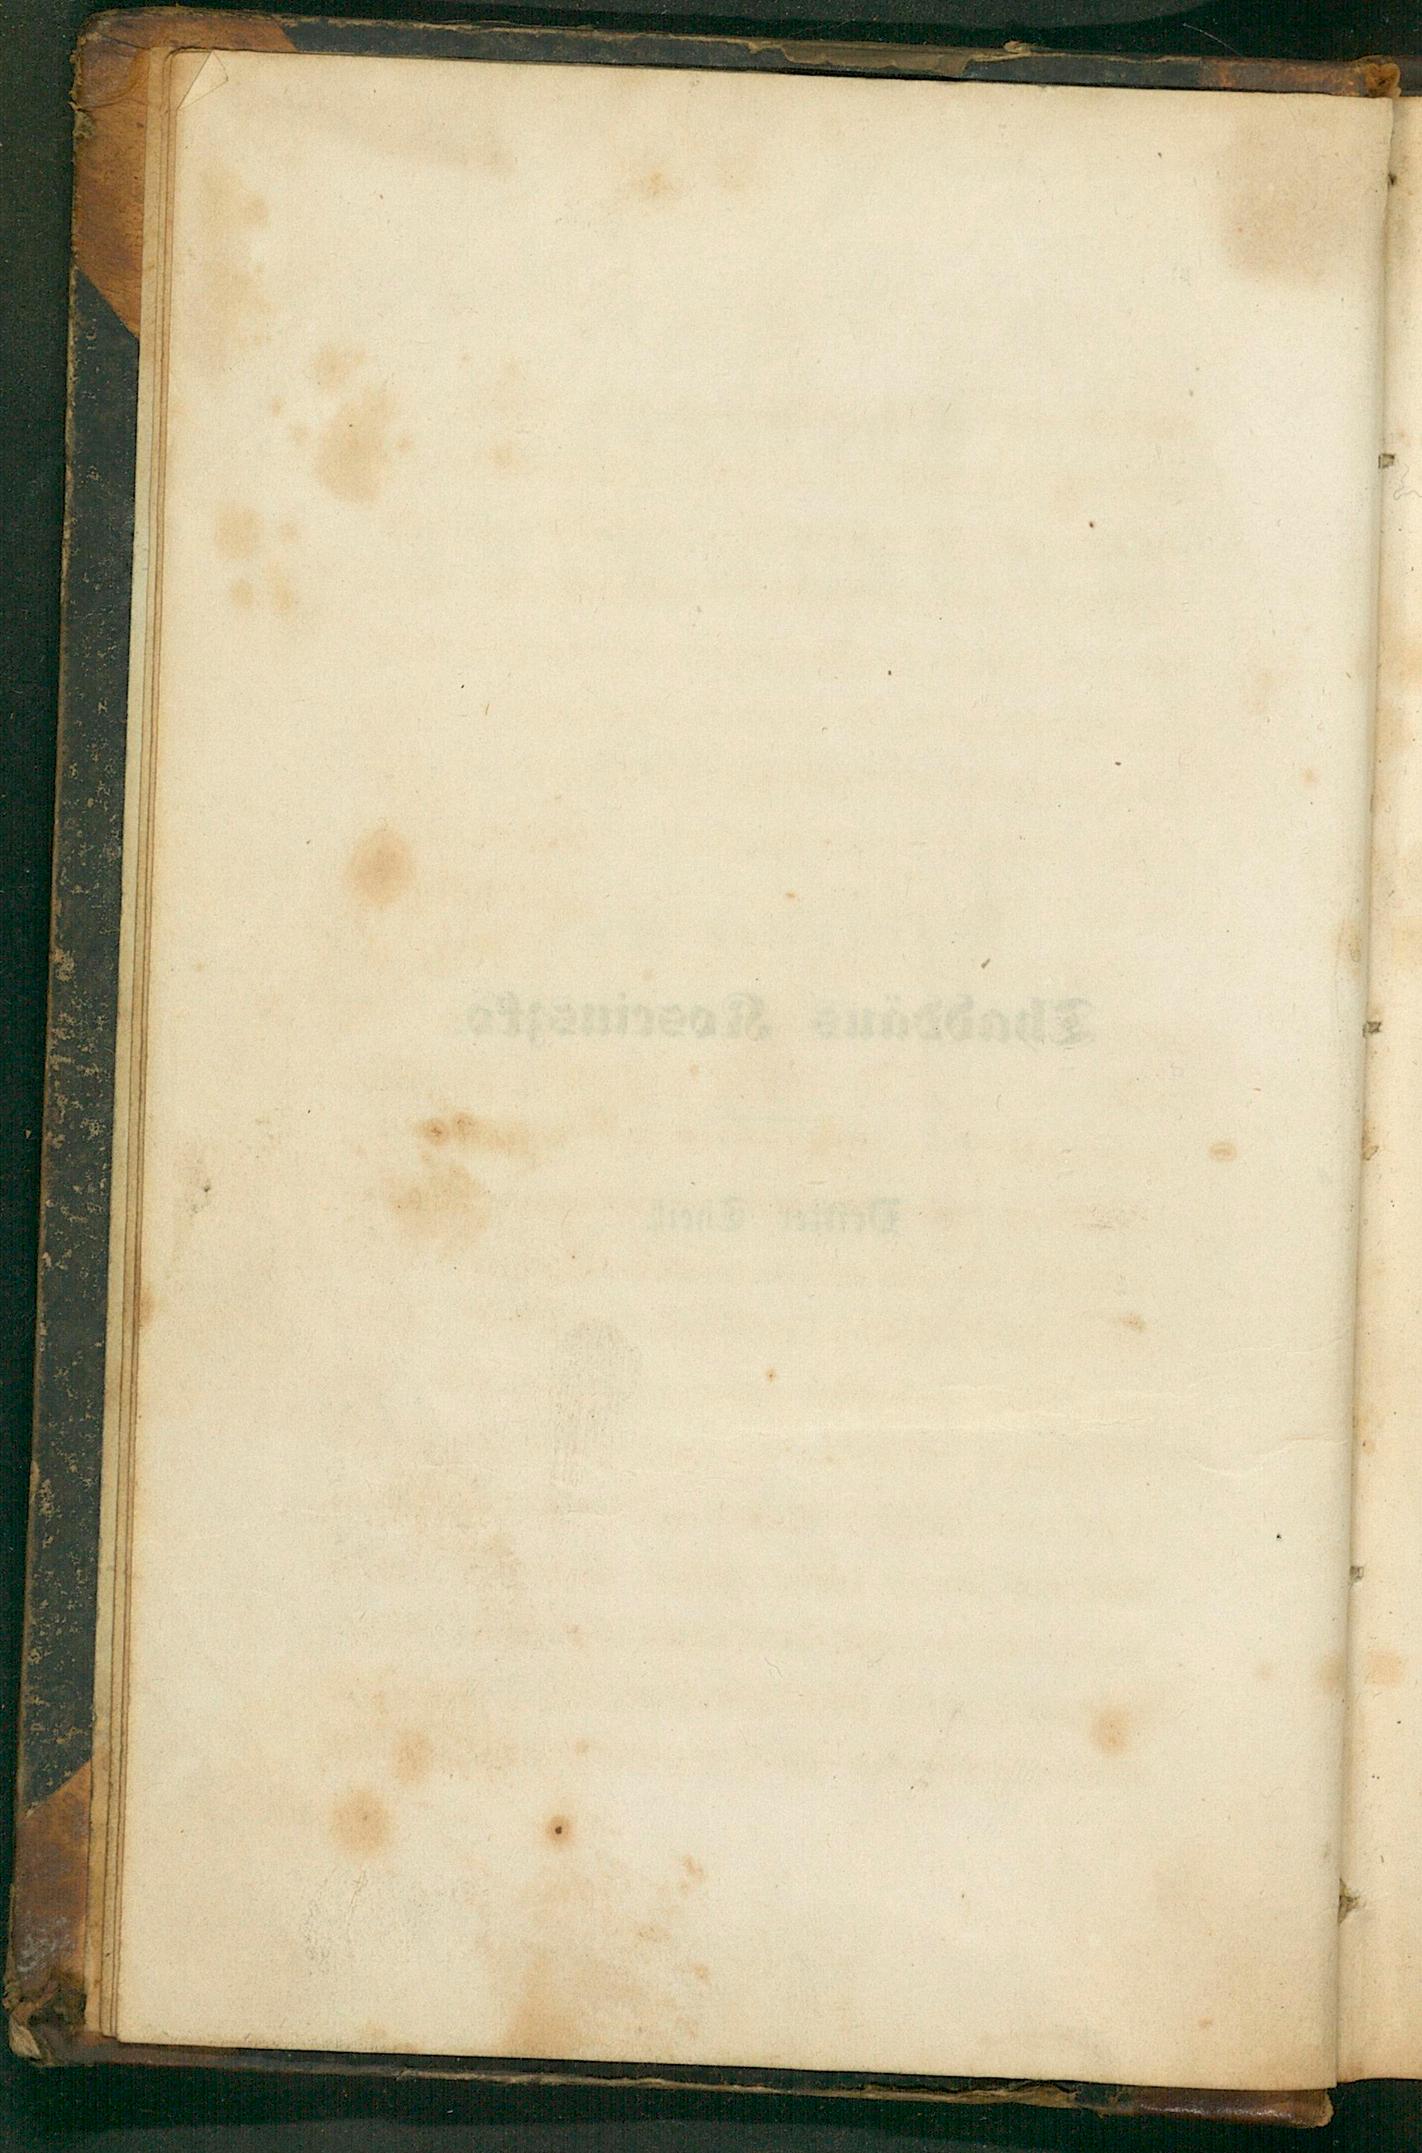 Thaddäus Kosciuszko.
Dritter Theil.